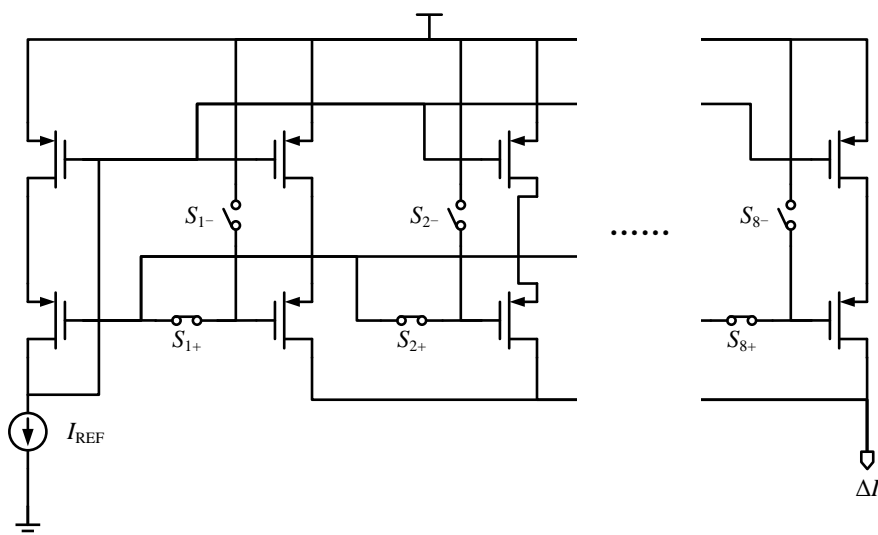 S1− S2− S8−
......
S1+ S2+ S8+
IREF
ΔI